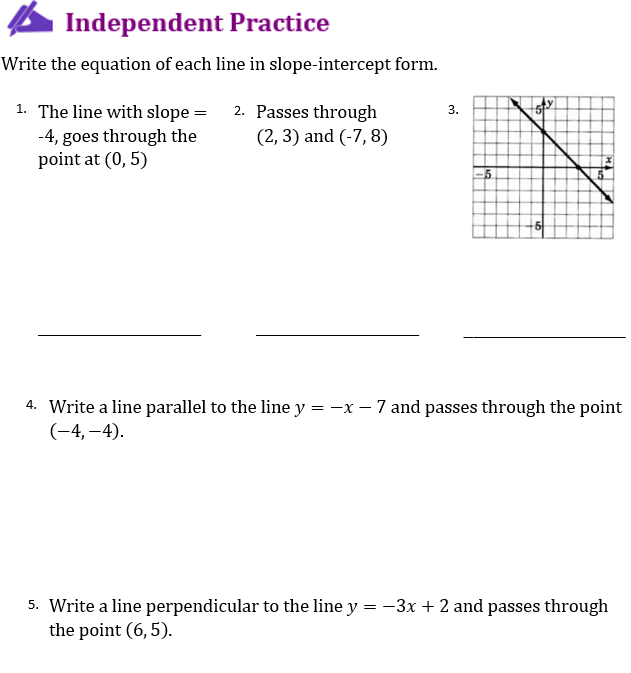 Independent Practice
Write the equation of each line in slope-intercept form.
1. The line with slope =
-4, goes through the
point at (0, 5)
2. Passes through
(2, 3) and (-7, 8)
3.
5 y
x
-5 5
-5
4. Write a line parallel to the line y = −x − 7 and passes through the point
(−4, −4).
5. Write a line perpendicular to the line y = −3x + 2 and passes through
the point (6, 5).